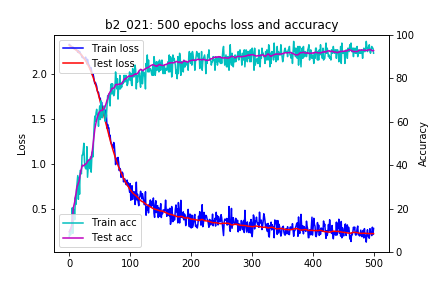 b2_021: 500 epochs loss and accuracy
Train loss
Test loss
Train acc
Test acc
Loss
2.0
1.5
1.0
0.5
Accuracy
100
80
60
40
20
0
0 100 200 300 400 500